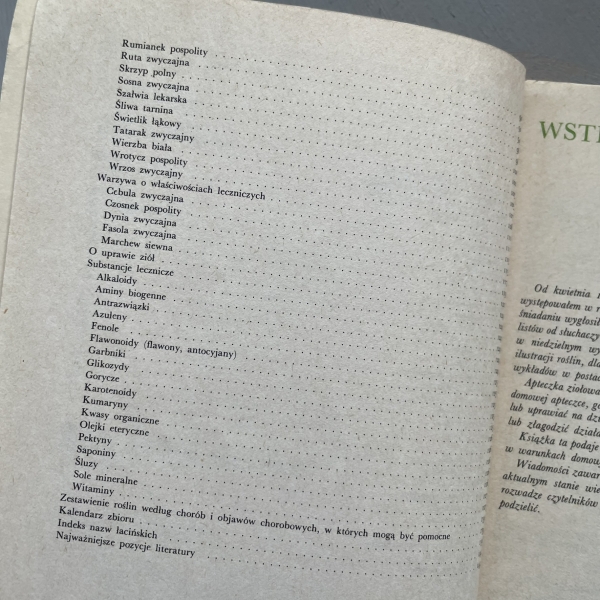 Rumianek pospolity
Ruta zwyczajna
Skrzyp polny
Sosna zwyczajna
Szałwia lekarska
Śliwa tarnina
Świetlik łąkowy
Tatarak zwyczajny
Wierzba biała
Wrotycz pospolity
Wrzos zwyczajny
Warzywa o właściwościach leczniczych
Cebula zwyczajna
Czosnek pospolity
Dynia zwyczajna
Fasola zwyczajna
Marchew siewna
O uprawie ziół
Substancje lecznicze
Alkaloidy
Aminy biogenne
Antrazwiązki
Azuleny
Fenole
Flawonoidy (flawony, antocyjany)
Garbniki
Glikozydy
Gorycze
Karotenoidy
Kumaryny
Kwasy organiczne
Olejki eteryczne
Pektyny
Saponiny
Śluzy
Sole mineralne
Witaminy
Zestawienie roślin według chorób i objawów chorobowych, w których mogą być pomocne
Kalendarz zbioru
Indeks nazw łacińskich
Najważniejsze pozycje literatury
Od kwietnia
występowałem w
śniadaniu wygłosił
listów od słuchaczy
w niedzielnym
ilustracji roślin, dla
wykładów w postac
Apteczka ziołowa
domowej apteczce,
lub uprawiać na
lub złagodzić działa
Książka ta podaje
w warunkach domow
Wiadomości zawar
aktualnym stanie wie
rozwadze czytelników
podzielić.